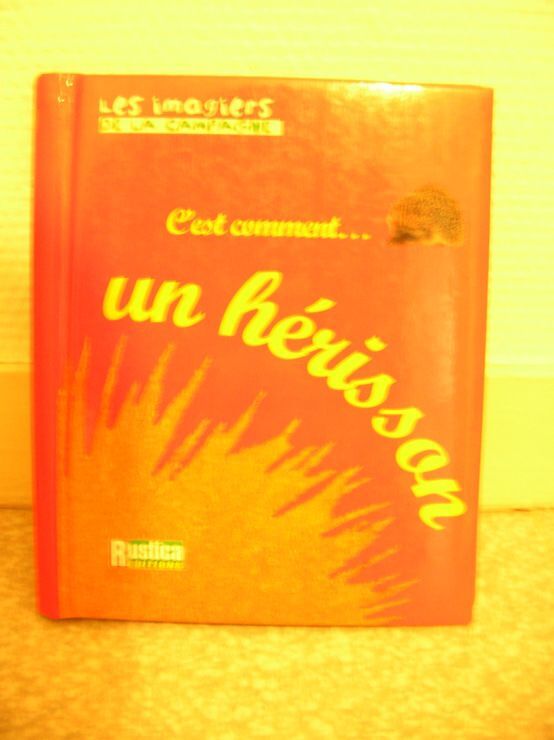 Les imagiers
DE LA CAMPAGNE
C'est comment...
un hérisson
Rustica
ÉDITIONS